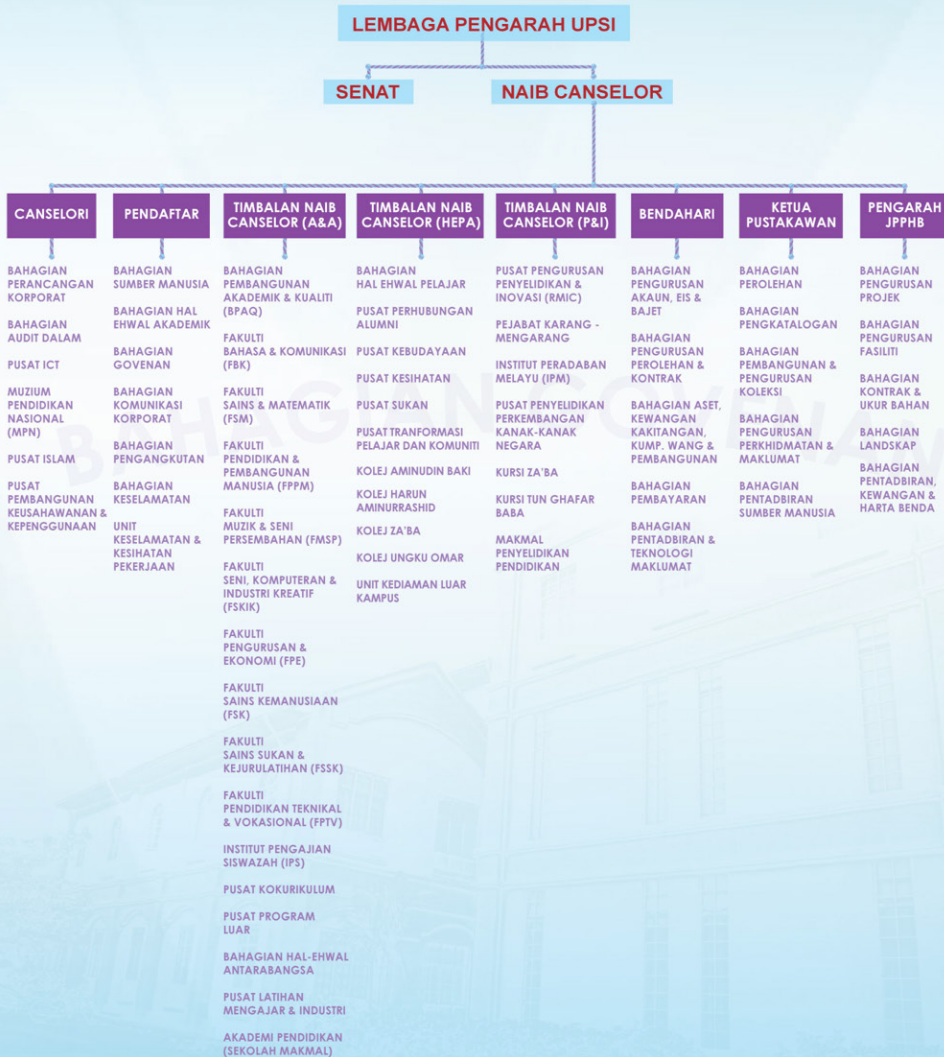 LEMBAGA PENGARAH UPSI
SENAT
NAIB CANSELOR
CANSELORI
BAHAGIAN
PERANCANGAN
KORPORAT
BAHAGIAN
AUDIT DALAM
PUSAT ICT
MUZIUM
PENDIDIKAN
NASIONAL
(MPN)
PUSAT ISLAM
PUSAT
PEMBANGUNAN
KEUSAHAWANAN &
KEPENGGUNAAN
PENDAFTAR
BAHAGIAN
SUMBER MANUSIA
BAHAGIAN HAL
EHWAL AKADEMIK
BAHAGIAN
GOVENAN
BAHAGIAN
KOMUNIKASI
KORPORAT
BAHAGIAN
PENGANGKUTAN
BAHAGIAN
KESELAMATAN
UNIT
KESELAMATAN &
KESIHATAN
PEKERJAAN
TIMBALAN NAIB
CANSELOR (A&A)
BAHAGIAN
PEMBANGUNAN
AKADEMIK & KUALITI
(BPAQ)
FAKULTI
BAHASA & KOMUNIKASI
(FBK)
FAKULTI
SAINS & MATEMATIK
(FSM)
FAKULTI
PENDIDIKAN &
PEMBANGUNAN
MANUSIA (FPPM)
FAKULTI
MUZIK & SENI
PERSEMBAHAN (FMSP)
FAKULTI
SENI, KOMPUTERAN &
INDUSTRI KREATIF
(FSKIK)
FAKULTI
PENGURUSAN &
EKONOMI (FPE)
FAKULTI
SAINS KEMANUSIAAN
(FSK)
FAKULTI
SAINS SUKAN &
KEJURULATIHAN (FSSK)
FAKULTI
PENDIDIKAN TEKNIKAL
& VOKASIONAL (FPTV)
INSTITUT PENGAJIAN
SISWAZAH (IPS)
PUSAT KOKURIKULUM
PUSAT PROGRAM
LUAR
BAHAGIAN HAL-EHWAL
ANTARABANGSA
PUSAT LATIHAN
MENGAJAR & INDUSTRI
AKADEMI PENDIDIKAN
(SEKOLAH MAKMAL)
TIMBALAN NAIB
CANSELOR (HEPA)
BAHAGIAN
HAL EHWAL PELAJAR
PUSAT PERHUBUNGAN
ALUMNI
PUSAT KEBUDAYAAN
PUSAT KESIHATAN
PUSAT SUKAN
PUSAT TRANFORMASI
PELAJAR DAN KOMUNITI
KOLEJ AMINUDIN BAKI
KOLEJ HARUN
AMINURRASHID
KOLEJ ZA'BA
KOLEJ UNGKU OMAR
UNIT KEDIAMAN LUAR
KAMPUS
TIMBALAN NAIB
CANSELOR (P&I)
PUSAT PENGURUSAN
PENYELIDIKAN &
INOVASI (RMIC)
PEJABAT KARANG -
MENGARANG
INSTITUT PERADABAN
MELAYU (IPM)
PUSAT PENYELIDIKAN
PERKEMBANGAN
KANAK-KANAK
NEGARA
KURSI ZA'BA
KURSI TUN GHAFAR
BABA
MAKMAL
PENYELIDIKAN
PENDIDIKAN
BENDAHARI
BAHAGIAN
PENGURUSAN
AKAUN, EIS &
BAJET
BAHAGIAN
PENGURUSAN
PEROLEHAN &
KONTRAK
BAHAGIAN ASET,
KEWANGAN
KAKITANGAN,
KUMP. WANG &
PEMBANGUNAN
BAHAGIAN
PEMBAYARAN
BAHAGIAN
PENTADBIRAN &
TEKNOLOGI
MAKLUMAT
KETUA
PUSTAKAWAN
BAHAGIAN
PEROLEHAN
BAHAGIAN
PENGKATALOGAN
BAHAGIAN
PEMBANGUNAN &
PENGURUSAN
KOLEKSI
BAHAGIAN
PENGURUSAN
PERKHIDMATAN &
MAKLUMAT
BAHAGIAN
PENTADBIRAN
SUMBER MANUSIA
PENGARAH
JPPHB
BAHAGIAN
PENGURUSAN
PROJEK
BAHAGIAN
PENGURUSAN
FASILITI
BAHAGIAN
KONTRAK &
UKUR BAHAN
BAHAGIAN
LANDSKAP
BAHAGIAN
PENTADBIRAN,
KEWANGAN &
HARTA BENDA
BAHAGIAN GOVENAN